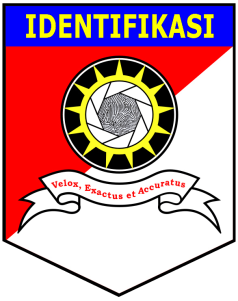 IDENTIFIKASI
Velox, Exactus et Accuratus